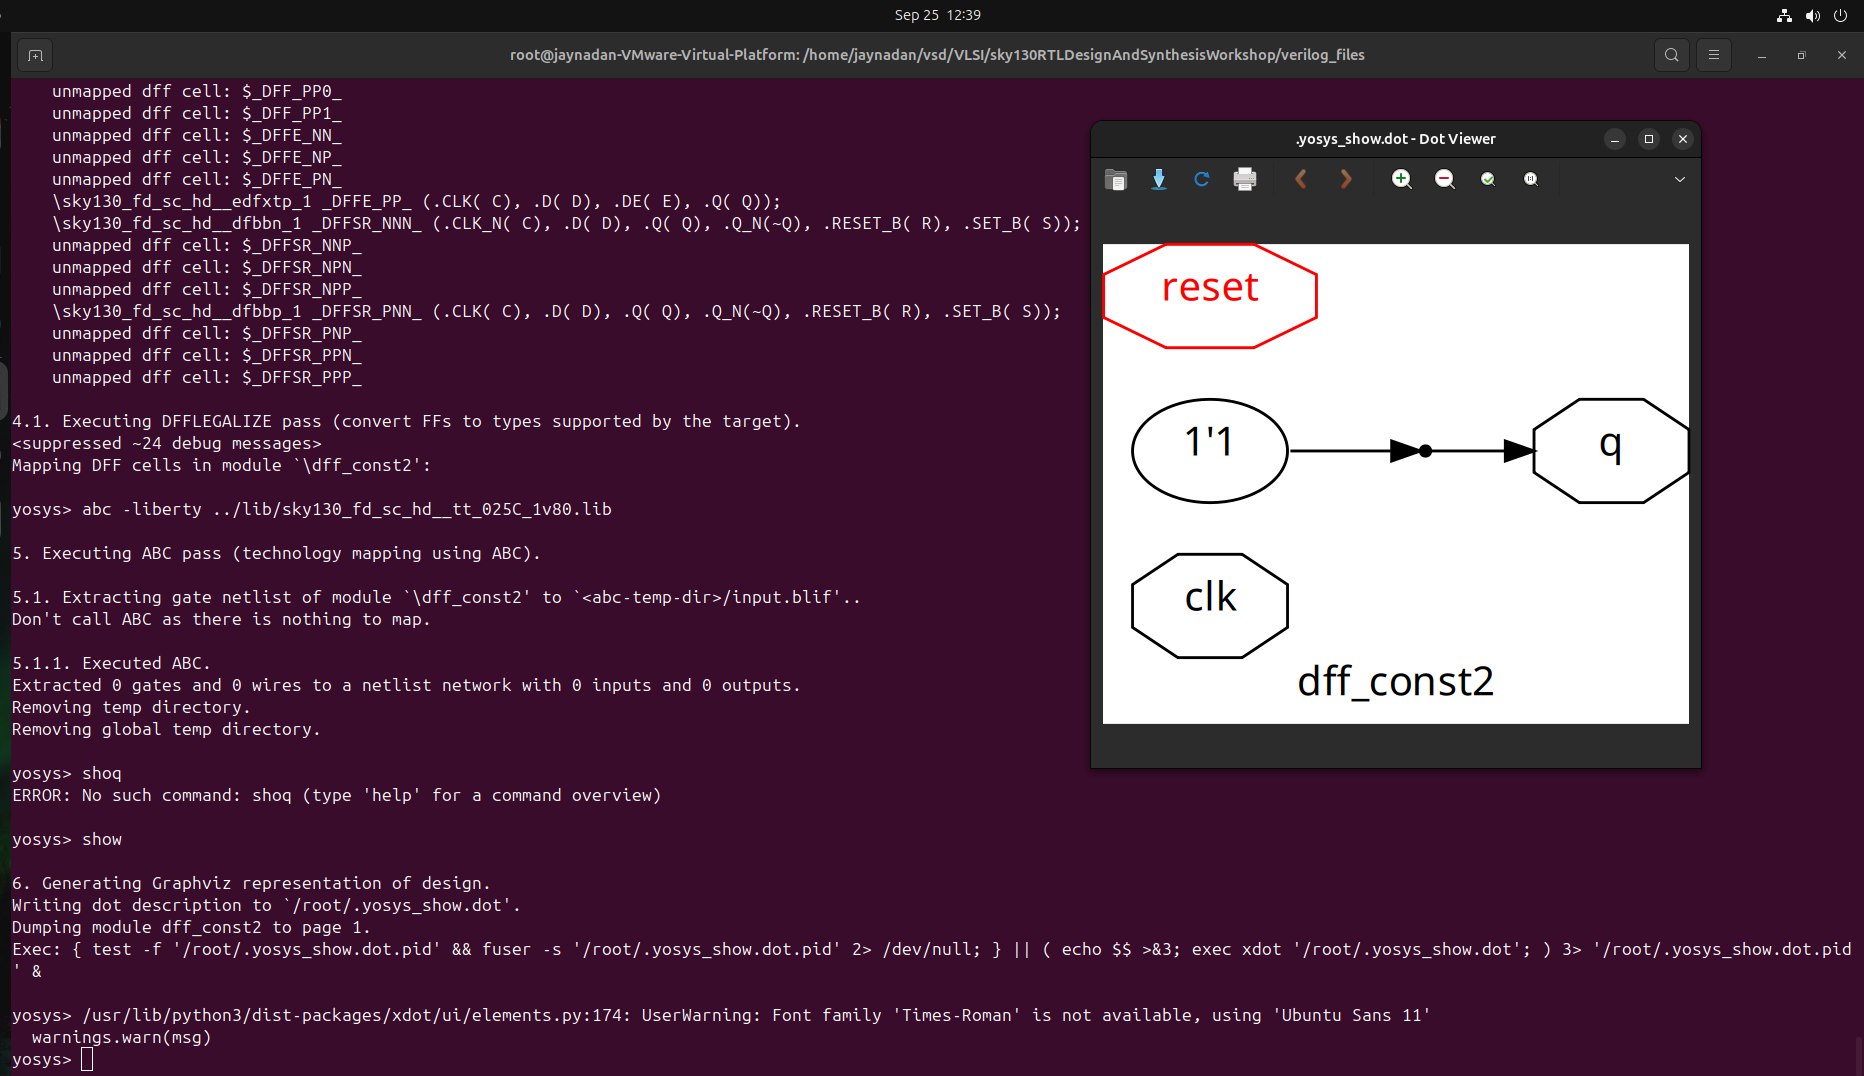 Sep 25  12:39
root@jaynadan-VMware-Virtual-Platform: /home/jaynadan/vsd/VLSI/sky130RTLDesignAndSynthesisWorkshop/verilog_files
    unmapped dff cell: $_DFF_PP0_
    unmapped dff cell: $_DFF_PP1_
    unmapped dff cell: $_DFFE_NN_
    unmapped dff cell: $_DFFE_NP_
    unmapped dff cell: $_DFFE_PN_
    \sky130_fd_sc_hd__edfxtp_1 _DFFE_PP_ (.CLK( C), .D( D), .DE( E), .Q( Q));
    \sky130_fd_sc_hd__dfbbn_1 _DFFSR_NNN_ (.CLK_N( C), .D( D), .Q( Q), .Q_N(~Q), .RESET_B( R), .SET_B( S));
    unmapped dff cell: $_DFFSR_NNP_
    unmapped dff cell: $_DFFSR_NPN_
    unmapped dff cell: $_DFFSR_NPP_
    \sky130_fd_sc_hd__dfbbp_1 _DFFSR_PNN_ (.CLK( C), .D( D), .Q( Q), .Q_N(~Q), .RESET_B( R), .SET_B( S));
    unmapped dff cell: $_DFFSR_PNP_
    unmapped dff cell: $_DFFSR_PPN_
    unmapped dff cell: $_DFFSR_PPP_
4.1. Executing DFFLEGALIZE pass (convert FFs to types supported by the target).
<suppressed ~24 debug messages>
Mapping DFF cells in module `\dff_const2':
yosys> abc -liberty ../lib/sky130_fd_sc_hd__tt_025C_1v80.lib
5. Executing ABC pass (technology mapping using ABC).
5.1. Extracting gate netlist of module `\dff_const2' to `<abc-temp-dir>/input.blif'..
Don't call ABC as there is nothing to map.
5.1.1. Executed ABC.
Extracted 0 gates and 0 wires to a netlist network with 0 inputs and 0 outputs.
Removing temp directory.
Removing global temp directory.
yosys> shoq
ERROR: No such command: shoq (type 'help' for a command overview)
yosys> show
6. Generating Graphviz representation of design.
Writing dot description to `/root/.yosys_show.dot'.
Dumping module dff_const2 to page 1.
Exec: { test -f '/root/.yosys_show.dot.pid' && fuser -s '/root/.yosys_show.dot.pid' 2> /dev/null; } || ( echo $$ >&3; exec xdot '/root/.yosys_show.dot'; ) 3> '/root/.yosys_show.dot.pid
' &
yosys> /usr/lib/python3/dist-packages/xdot/ui/elements.py:174: UserWarning: Font family 'Times-Roman' is not available, using 'Ubuntu Sans 11'
  warnings.warn(msg)
yosys>
.yosys_show.dot - Dot Viewer
reset
1'1
q
clk
dff_const2